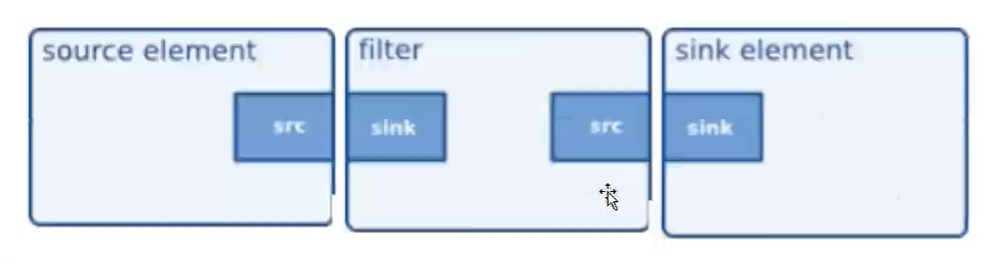 source element
filter
sink element
src
sink
src
sink